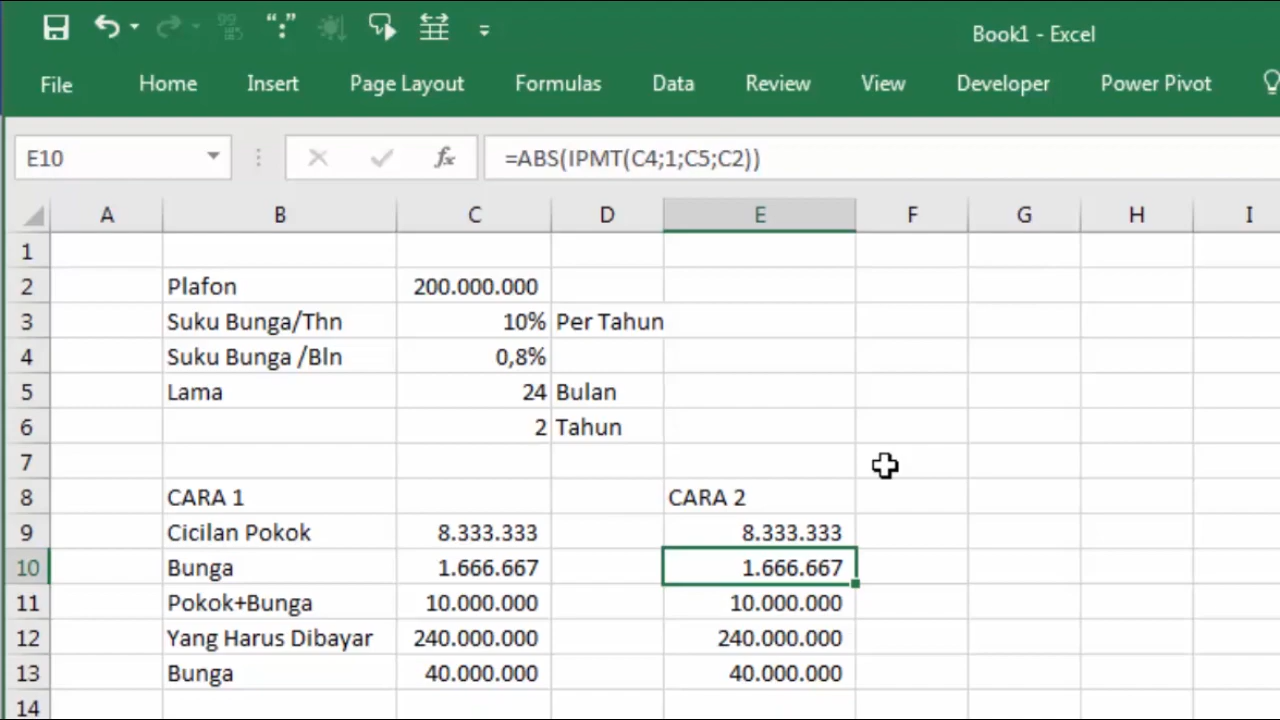 Book1 - Excel
File Home Insert Page Layout Formulas Data Review View Developer Power Pivot
E10 fx =ABS(IPMT(C4;1;C5;C2))
A B C D E F G H I
1
2 Plafon 200.000.000
3 Suku Bunga/Thn 10% Per Tahun
4 Suku Bunga /Bln 0,8%
5 Lama 24 Bulan
6 2 Tahun
7
8 CARA 1 CARA 2
9 Cicilan Pokok 8.333.333 8.333.333
10 Bunga 1.666.667 1.666.667
11 Pokok+Bunga 10.000.000 10.000.000
12 Yang Harus Dibayar 240.000.000 240.000.000
13 Bunga 40.000.000 40.000.000
14